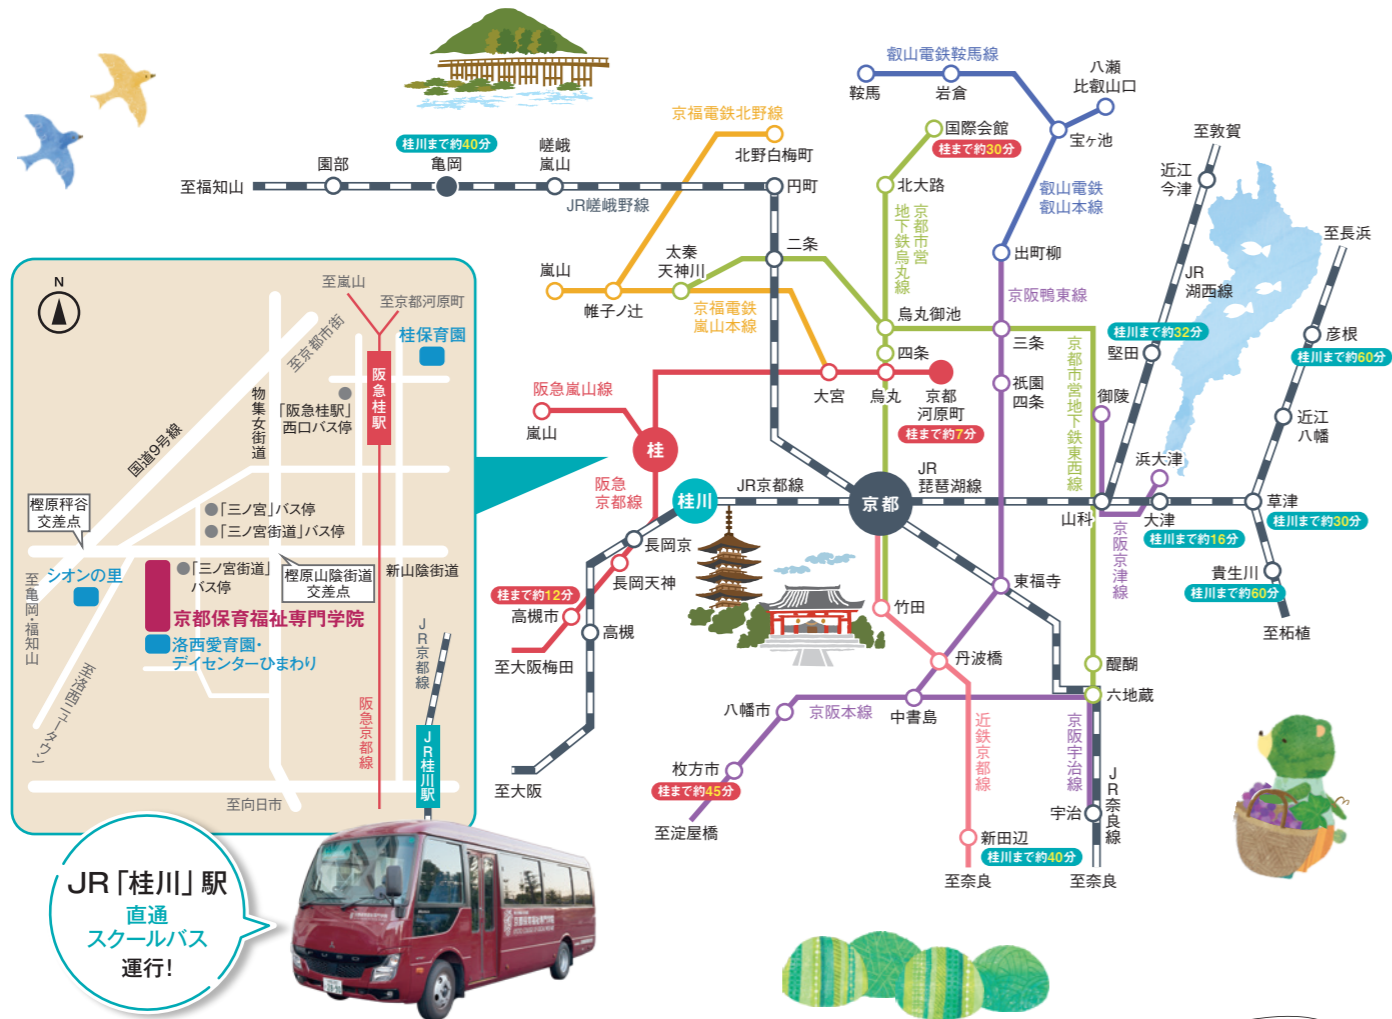 叡山電鉄鞍馬線
鞍馬
岩倉
八瀬
比叡山口
宝ヶ池
京福電鉄北野線
北野白梅町
国際会館
桂まで約30分
至敦賀
近江
今津
桂川まで約40分
園部
亀岡
嵯峨
嵐山
至福知山
円町
JR嵯峨野線
北大路
京都市営
地下鉄烏丸線
叡山電鉄
叡山本線
出町柳
至長浜
二条
太秦
天神川
嵐山
帷子ノ辻
京福電鉄
嵐山本線
京阪鴨東線
JR
湖西線
烏丸御池
三条
四条
京都市営地下鉄東西線
桂川まで約32分
堅田
彦根
桂川まで約60分
大宮
烏丸
京都
河原町
桂まで約7分
祇園
四条
御陵
近江
八幡
阪急嵐山線
嵐山
桂
阪急
京都線
浜大津
桂川
JR京都線
京都
JR
琵琶湖線
山科
大津
桂川まで約16分
草津
桂川まで約30分
京阪京津線
長岡京
長岡天神
桂まで約12分
高槻市
高槻
至大阪梅田
竹田
東福寺
貴生川
桂川まで約60分
至柘植
丹波橋
醍醐
六地蔵
八幡市
京阪本線
中書島
近鉄京都線
京阪宇治線
JR奈良線
枚方市
桂まで約45分
至淀屋橋
至大阪
宇治
新田辺
桂川まで約40分
至奈良
至奈良
N
至嵐山
至京都河原町
至京都市街
桂保育園
阪急桂駅
「阪急桂駅」
西口バス停
物集女街道
国道9号線
樫原秤谷
交差点
「三ノ宮」バス停
「三ノ宮街道」バス停
シオンの里
「三ノ宮街道」
バス停
樫原山陰街道
交差点
新山陰街道
至亀岡・福知山
京都保育福祉専門学院
洛西愛育園・
デイセンターひまわり
JR京都線
至洛西ニュータウン
阪急京都線
JR桂川駅
至向日市
JR「桂川」駅
直通
スクールバス
運行!
京都保育福祉専門学院
FUSO